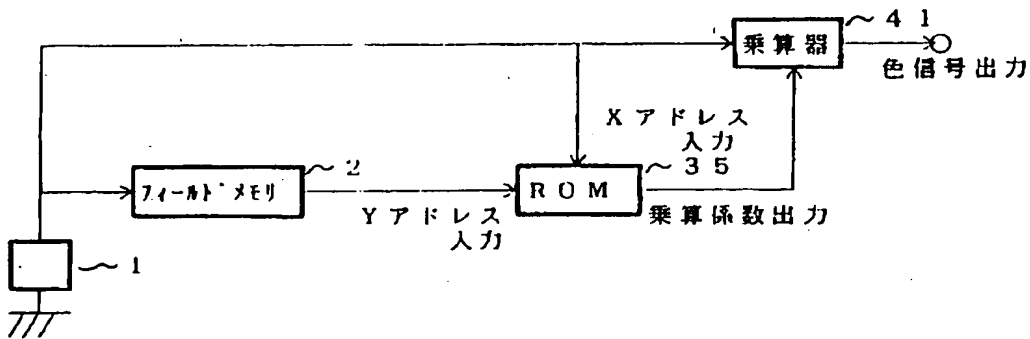 ～41
乗算器
色信号出力
Xアドレス
入力
～2
～35
フィールドメモリ
ROM
Yアドレス
入力
乗算係数出力
～1